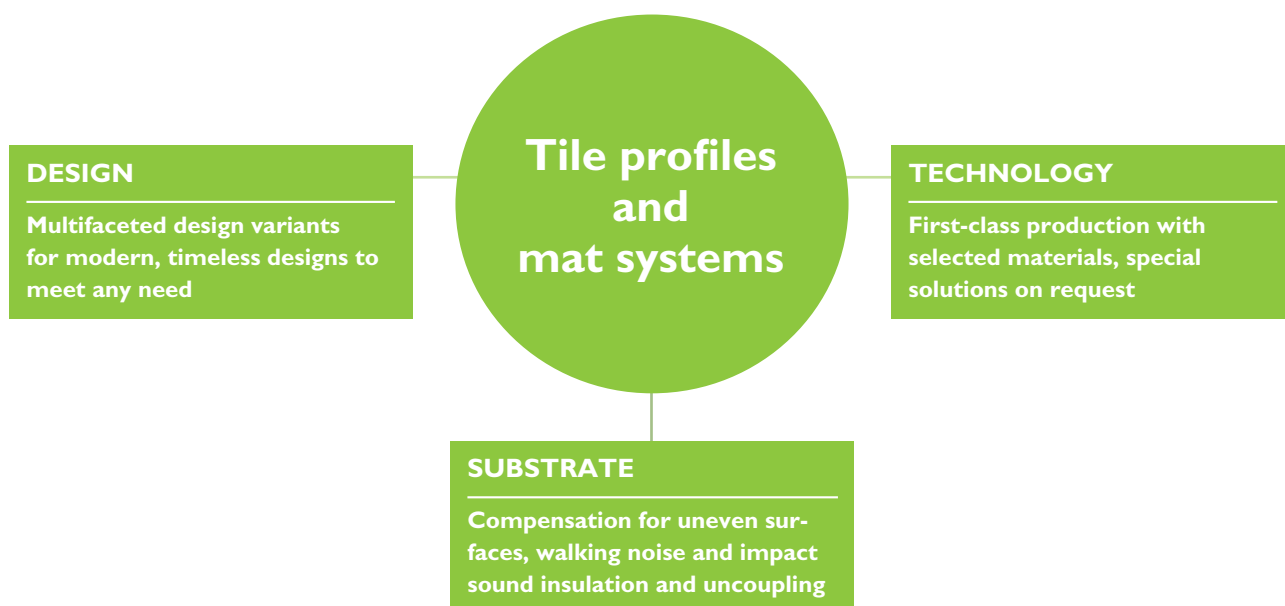 Tile profiles
and
mat systems
DESIGN
Multifaceted design variants
for modern, timeless designs to
meet any need
TECHNOLOGY
First-class production with
selected materials, special
solutions on request
SUBSTRATE
Compensation for uneven sur-
faces, walking noise and impact
sound insulation and uncoupling